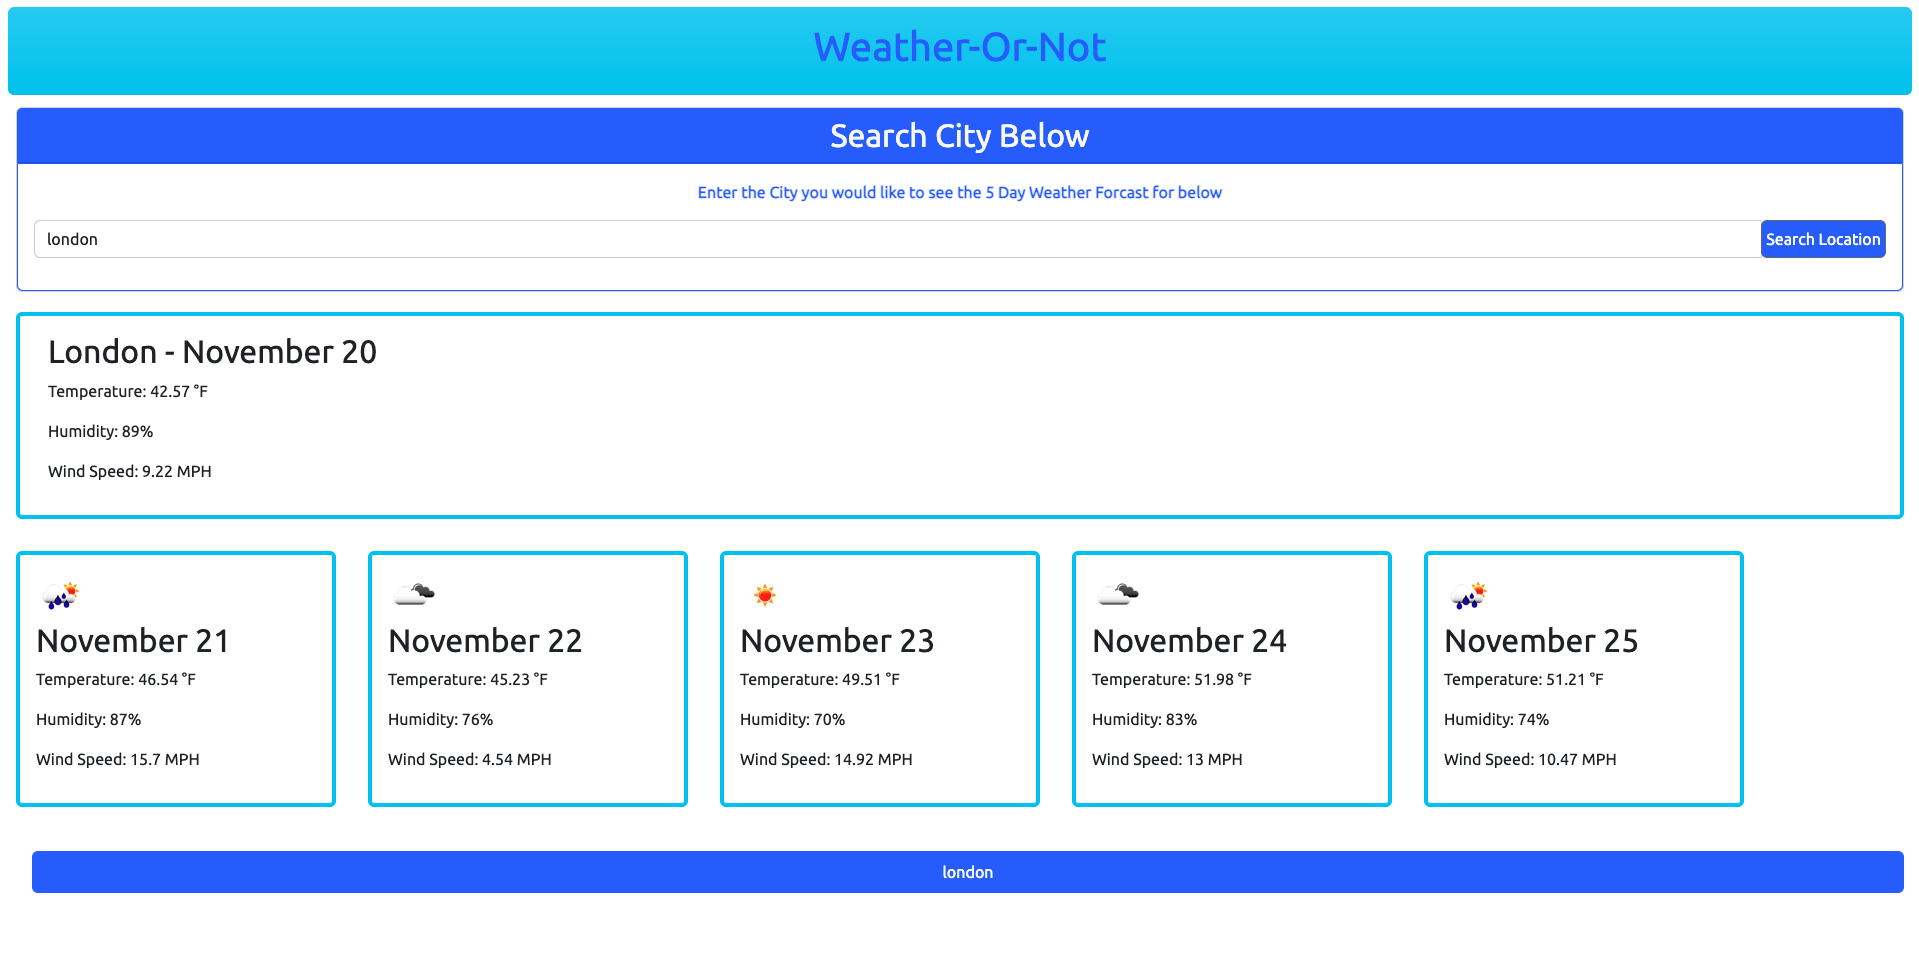 Weather-Or-Not
Search City Below
Enter the City you would like to see the 5 Day Weather Forcast for below
london
Search Location
London - November 20
Temperature: 42.57 °F
Humidity: 89%
Wind Speed: 9.22 MPH
November 21
Temperature: 46.54 °F
Humidity: 87%
Wind Speed: 15.7 MPH
November 22
Temperature: 45.23 °F
Humidity: 76%
Wind Speed: 4.54 MPH
November 23
Temperature: 49.51 °F
Humidity: 70%
Wind Speed: 14.92 MPH
November 24
Temperature: 51.98 °F
Humidity: 83%
Wind Speed: 13 MPH
November 25
Temperature: 51.21 °F
Humidity: 74%
Wind Speed: 10.47 MPH
london